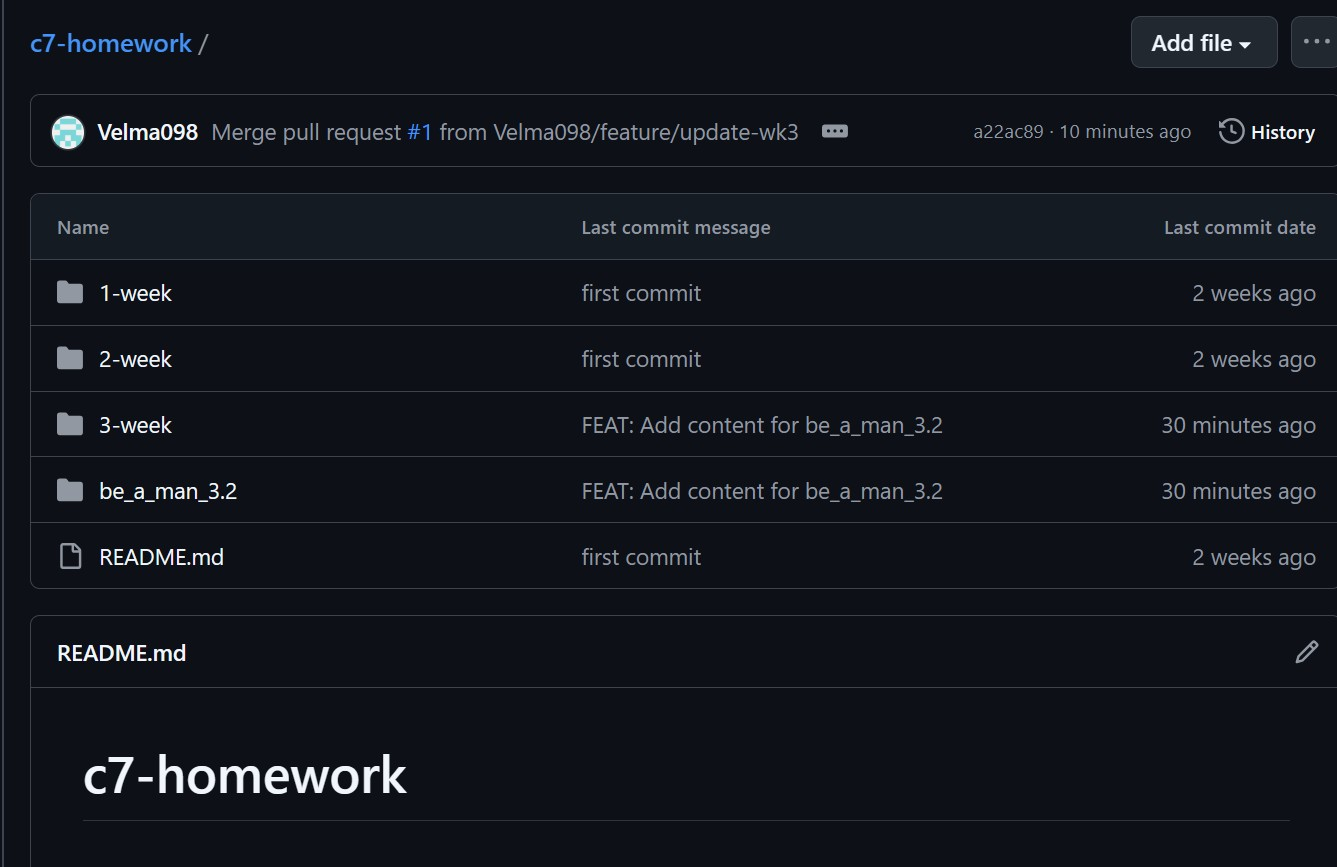 c7-homework /
Add file
Velma098 Merge pull request #1 from Velma098/feature/update-wk3 a22ac89 · 10 minutes ago History
Name Last commit message Last commit date
1-week first commit 2 weeks ago
2-week first commit 2 weeks ago
3-week FEAT: Add content for be_a_man_3.2 30 minutes ago
be_a_man_3.2 FEAT: Add content for be_a_man_3.2 30 minutes ago
README.md first commit 2 weeks ago
README.md
c7-homework